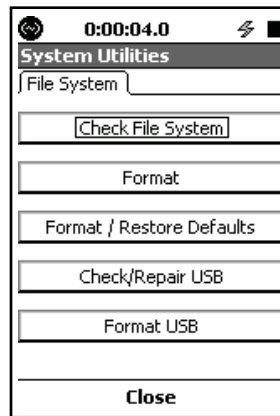 0:00:04.0
System Utilities
File System
Check File System
Format
Format / Restore Defaults
Check/Repair USB
Format USB
Close